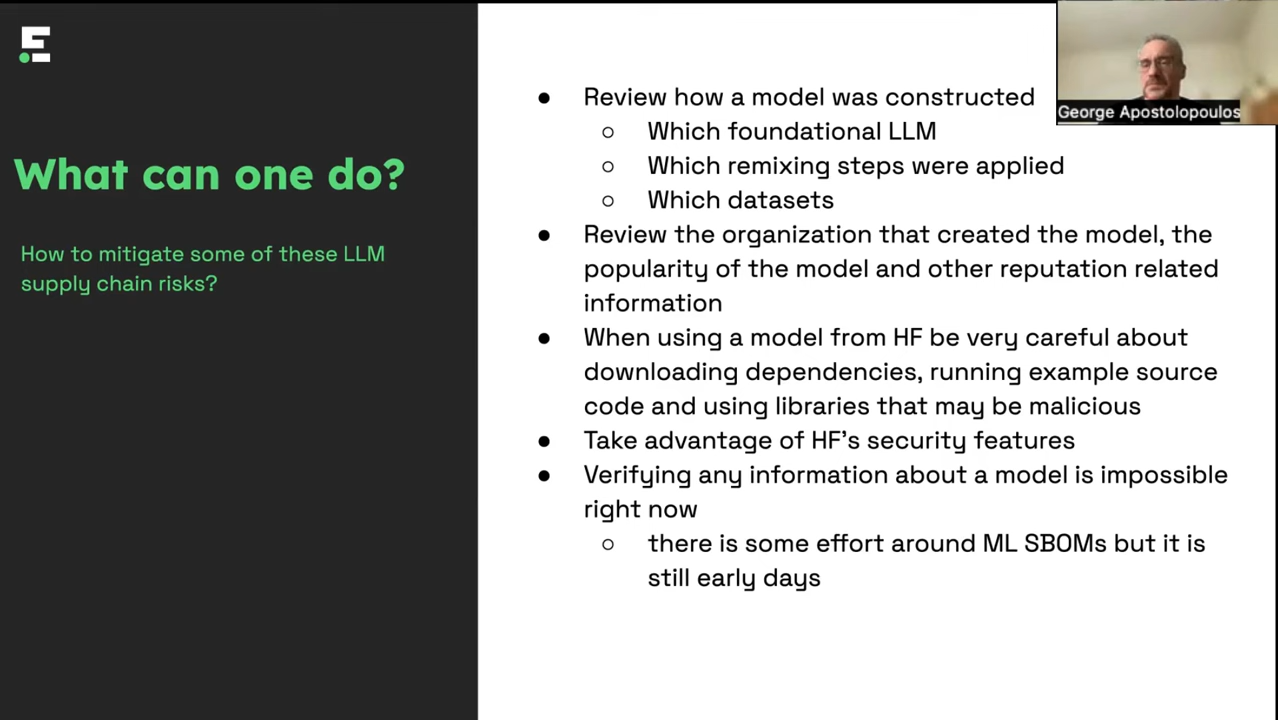 What can one do?
How to mitigate some of these LLM
supply chain risks?
● Review how a model was constructed
○ Which foundational LLM
○ Which remixing steps were applied
○ Which datasets
● Review the organization that created the model, the
popularity of the model and other reputation related
information
● When using a model from HF be very careful about
downloading dependencies, running example source
code and using libraries that may be malicious
● Take advantage of HF’s security features
● Verifying any information about a model is impossible
right now
○ there is some effort around ML SBOMs but it is
still early days
George Apostolopoulos